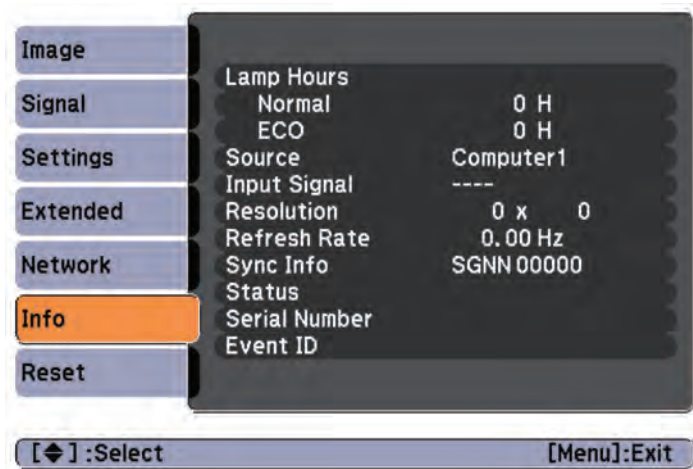 Image
Signal
Settings
Extended
Network
Info
Reset
Lamp Hours
Normal 0 H
ECO 0 H
Source Computer1
Input Signal ----
Resolution 0 x 0
Refresh Rate 0.00 Hz
Sync Info SGNN 00000
Status
Serial Number
Event ID
[◆] :Select [Menu]:Exit